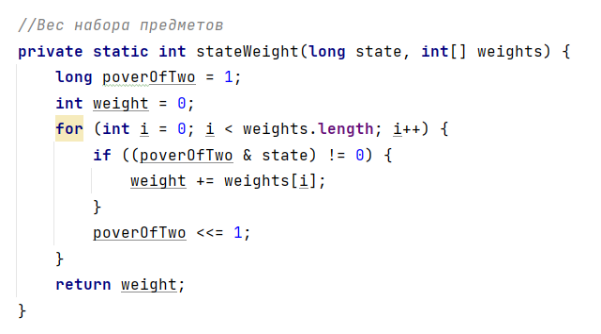 //Вес набора предметов
private static int stateWeight(long state, int[] weights) {
    long poverOfTwo = 1;
    int weight = 0;
    for (int i = 0; i < weights.length; i++) {
        if ((poverOfTwo & state) != 0) {
            weight += weights[i];
        }
        poverOfTwo <<= 1;
    }
    return weight;
}